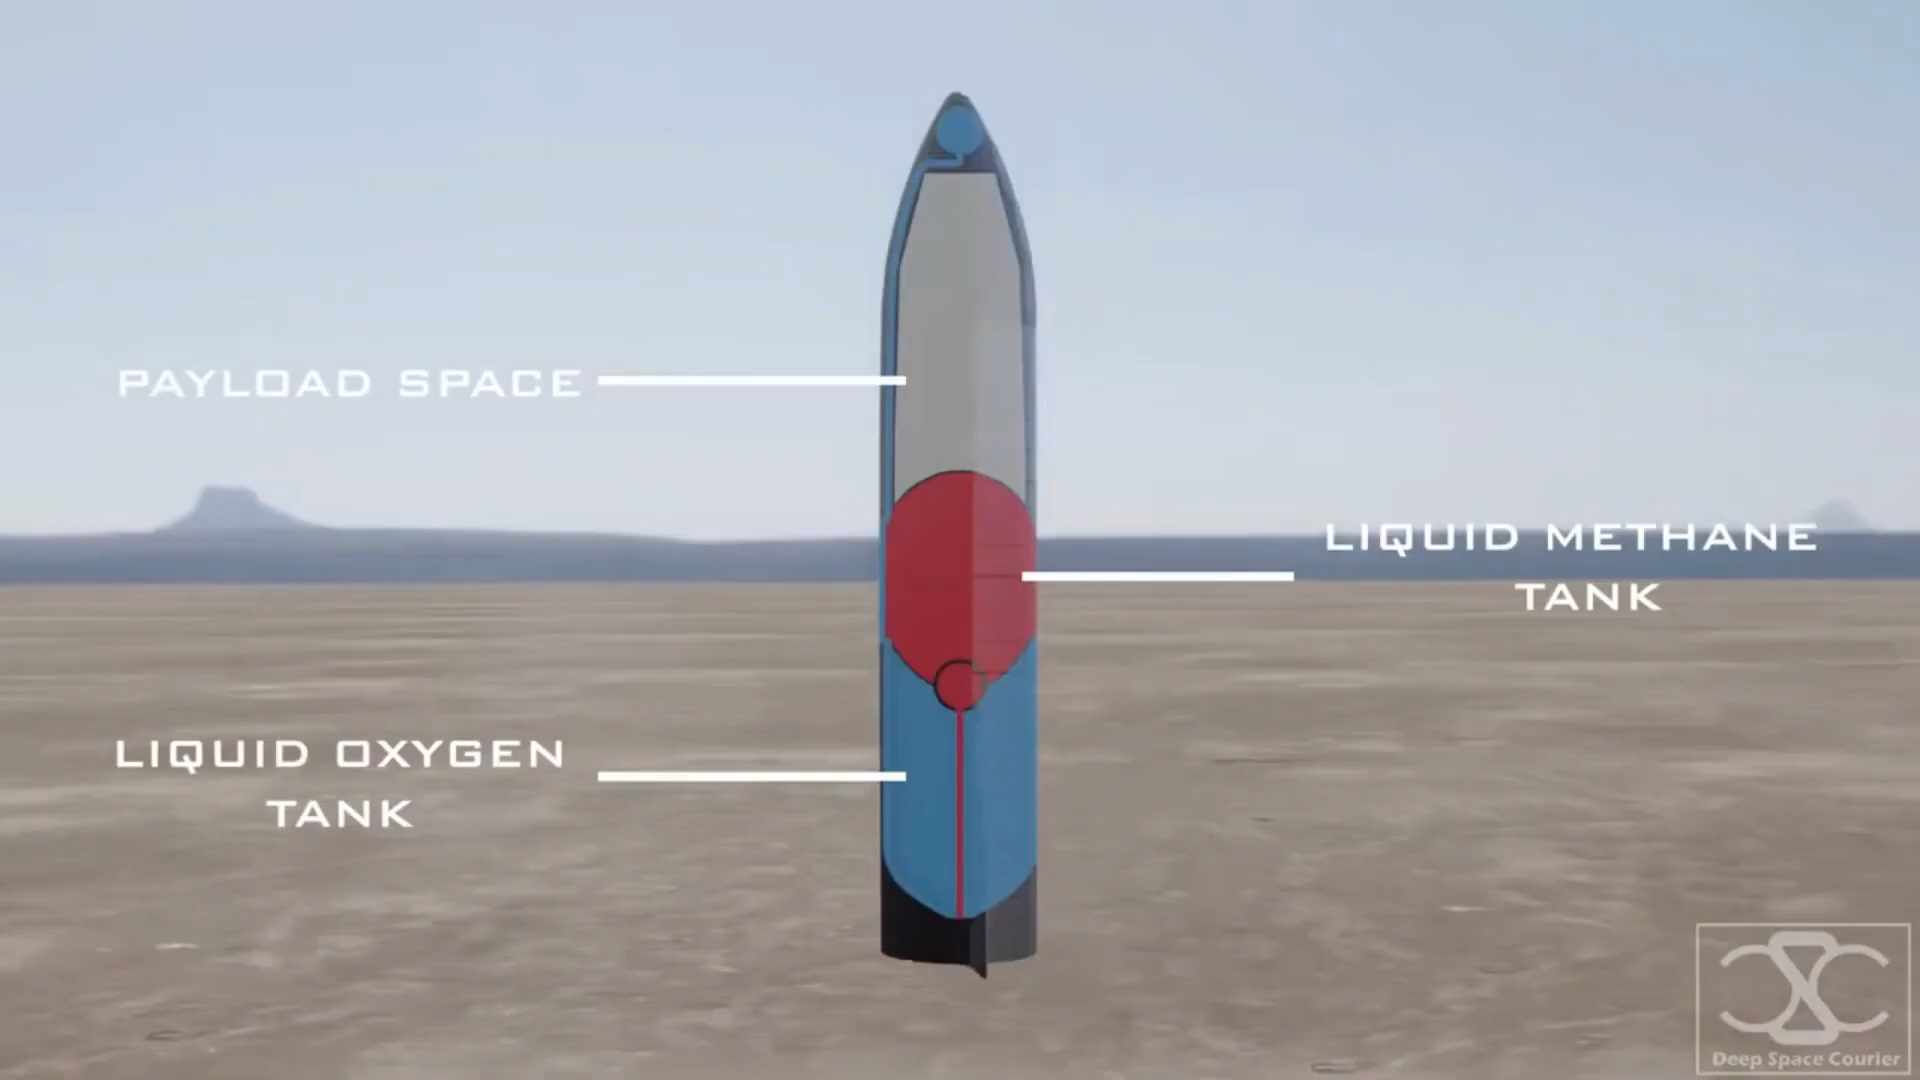 PAYLOAD SPACE
LIQUID METHANE
TANK
LIQUID OXYGEN
TANK
Deep Space Courier